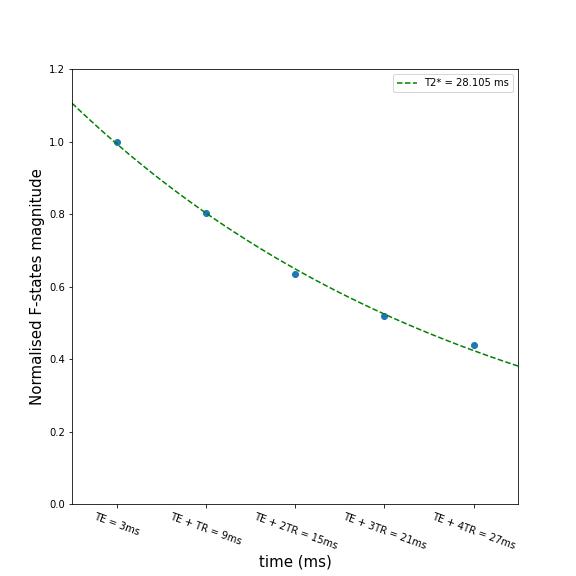 1.2
T2* = 28.105 ms
1.0
0.8
0.6
0.4
0.2
0.0
Normalised F-states magnitude
TE = 3ms
TE + TR = 9ms
TE + 2TR = 15ms
TE + 3TR = 21ms
TE + 4TR = 27ms
time (ms)